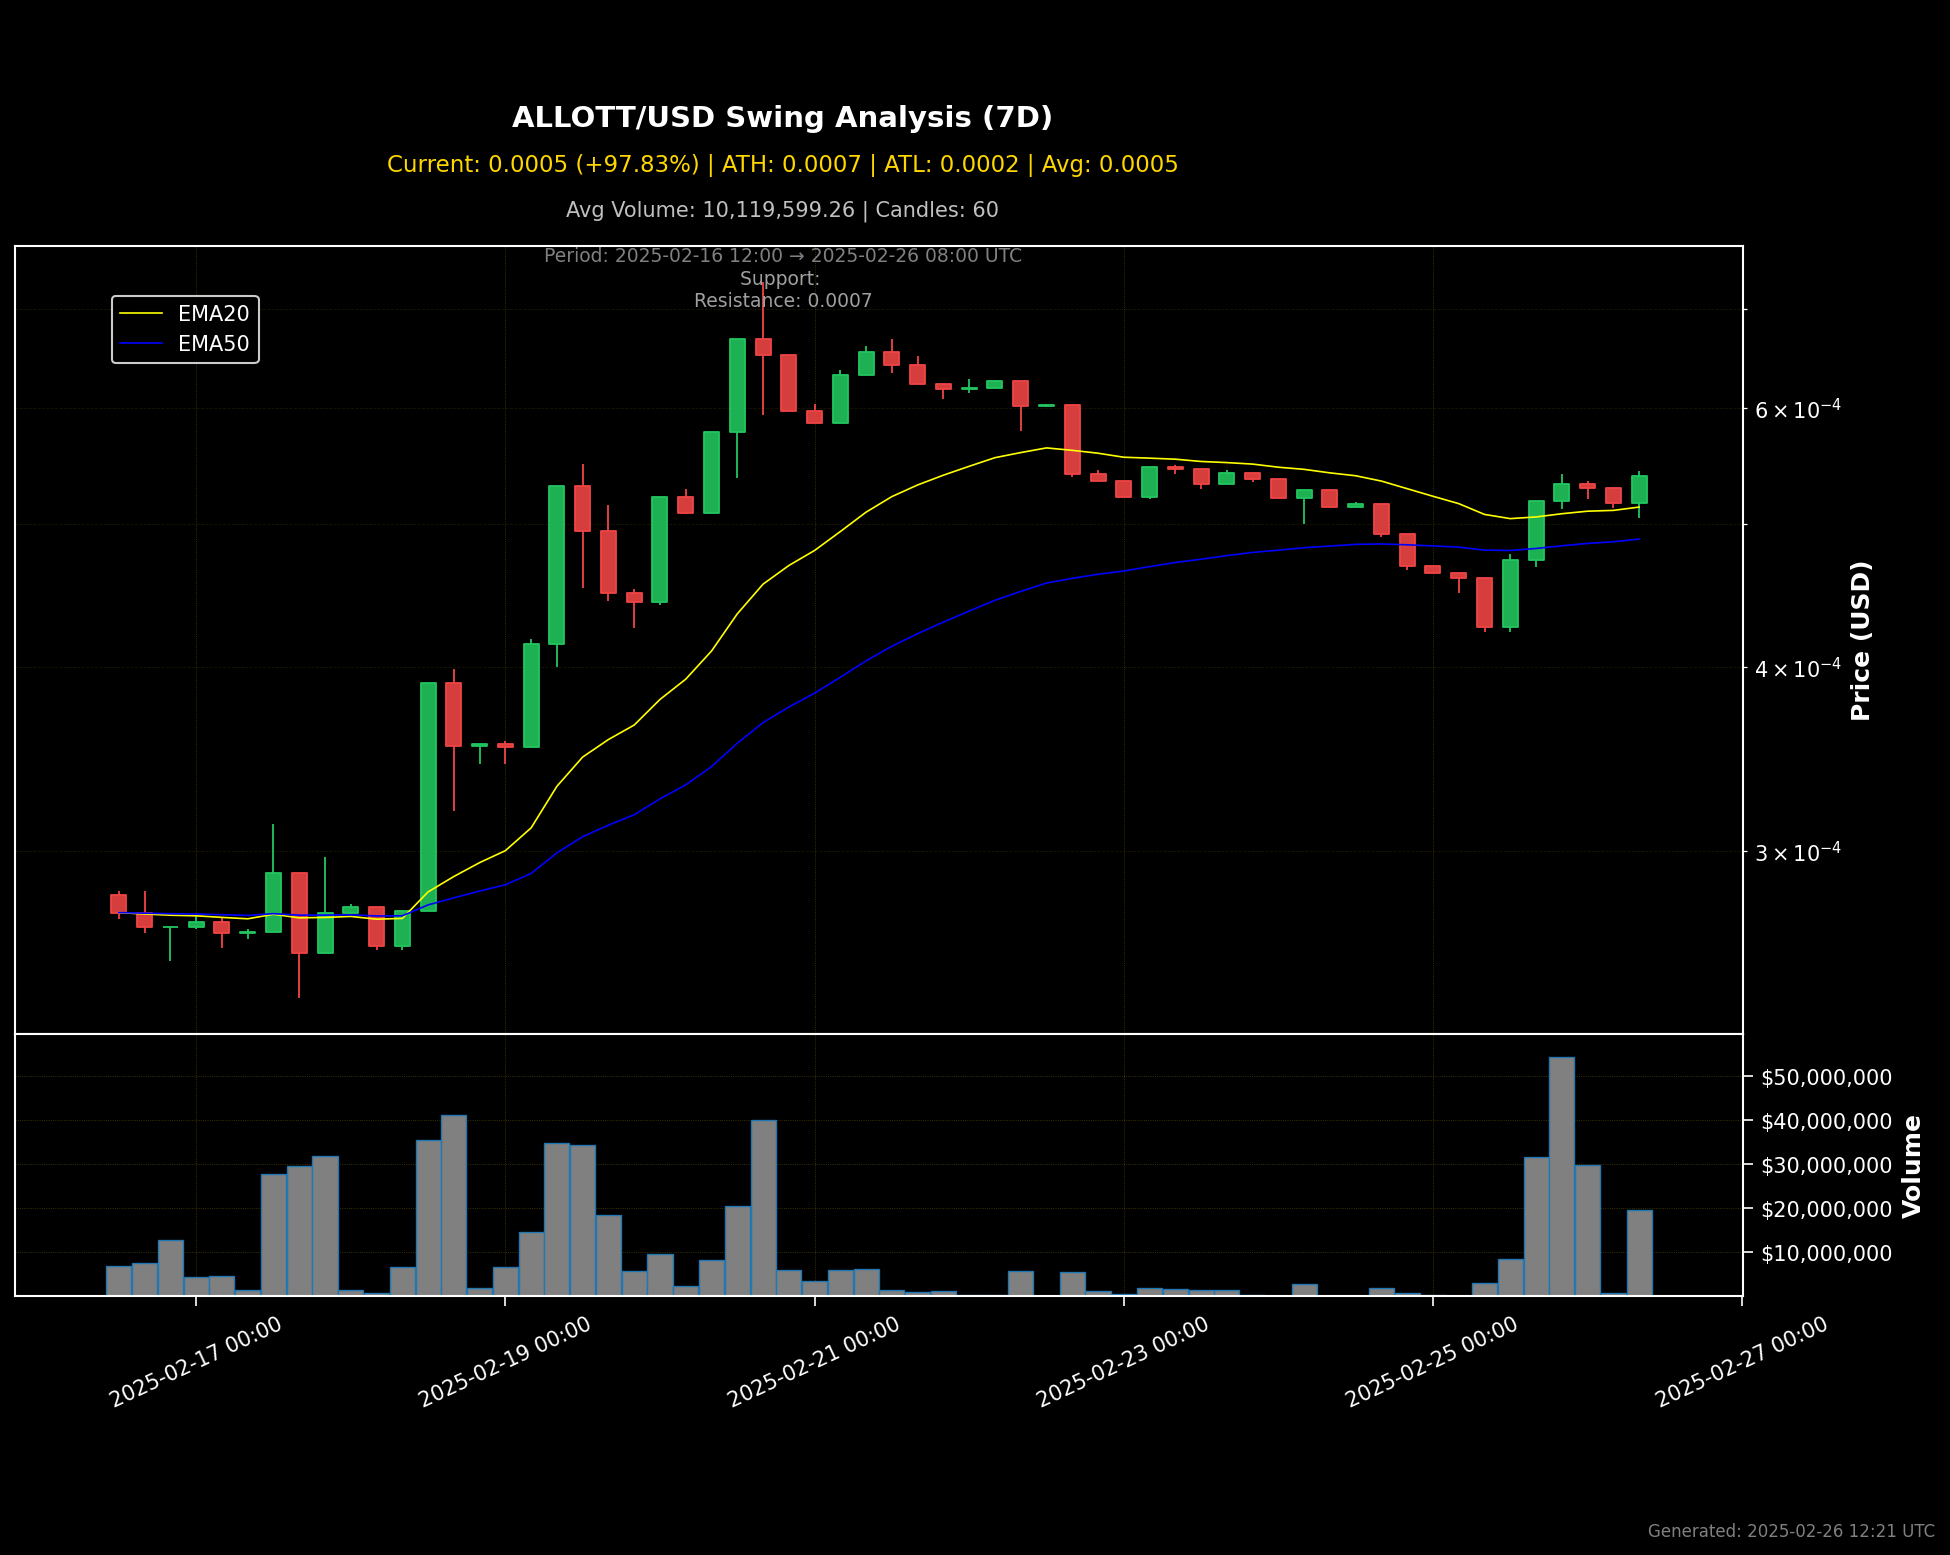 ALLOTT/USD Swing Analysis (7D)
Current: 0.0005 (+97.83%) | ATH: 0.0007 | ATL: 0.0002 | Avg: 0.0005
Avg Volume: 10,119,599.26 | Candles: 60
Period: 2025-02-16 12:00 → 2025-02-26 08:00 UTC
Support:
Resistance: 0.0007
EMA20
EMA50
6 × 10⁻⁴
4 × 10⁻⁴
3 × 10⁻⁴
Price (USD)
$50,000,000
$40,000,000
$30,000,000
$20,000,000
$10,000,000
Volume
2025-02-17 00:00
2025-02-19 00:00
2025-02-21 00:00
2025-02-23 00:00
2025-02-25 00:00
2025-02-27 00:00
Generated: 2025-02-26 12:21 UTC